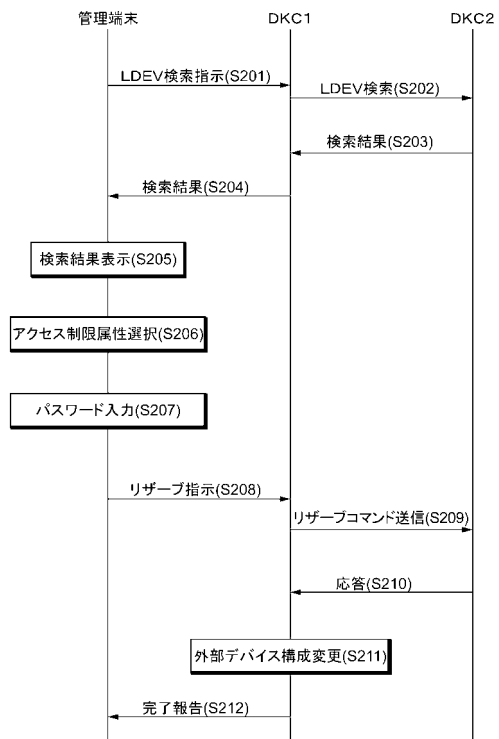 管理端末 DKC1 DKC2
LDEV検索指示(S201)
LDEV検索(S202)
検索結果(S203)
検索結果(S204)
検索結果表示(S205)
アクセス制限属性選択(S206)
パスワード入力(S207)
リザーブ指示(S208)
リザーブコマンド送信(S209)
応答(S210)
外部デバイス構成変更(S211)
完了報告(S212)